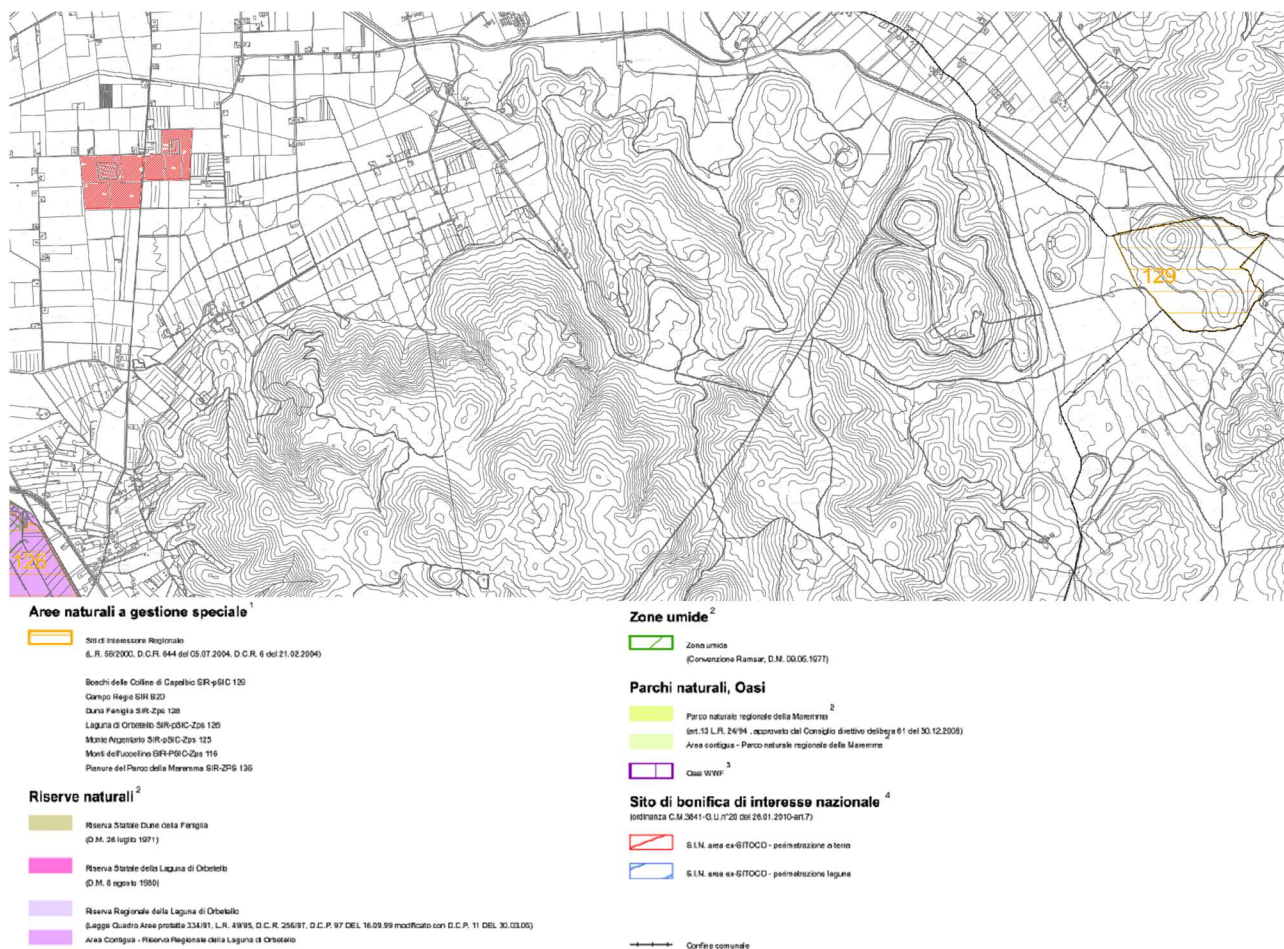 129
126
Aree naturali a gestione speciale 1
Siti di Interessere Regionale
(L.R. 56/2000, D.C.R. 644 del 05.07.2004, D.C.R. 6 del 21.02.2004)
Boschi delle Colline di Capalbio SIR-pSIC 129
Campo Regio SIR B20
Duna Feniglia SIR-Zps 128
Laguna di Orbetello SIR-pSIC-Zps 126
Monte Argentario SIR-pSIC-Zps 125
Monti dell'uccellina SIR-PSIC-Zps 116
Pianure del Parco della Maremma SIR-ZPS 136
Riserve naturali 2
Riserva Statale Dune della Feniglia
(D.M. 26 luglio 1971)
Riserva Statale della Laguna di Orbetello
(D.M. 8 agosto 1980)
Riserva Regionale della Laguna di Orbetello
(Legge Quadro Aree protette 334/91, L.R. 49/95, D.C.R. 256/97, D.C.P. 97 DEL 16.09.99 modificato con D.C.P. 11 DEL 30.03.05)
Area Contigua - Riserva Regionale della Laguna di Orbetello
Zone umide 2
Zona umida
(Convenzione Ramsar, D.M. 09.05.1977)
Parchi naturali, Oasi
Parco naturale regionale della Maremma 2
(art.13 L.R. 24/94 , approvato dal Consiglio direttivo delibera 61 del 30.12.2008)
Area contigua - Parco naturale regionale della Maremma 2
Oasi WWF 3
Sito di bonifica di interesse nazionale 4
(ordinanza C.M.3841-G.U.n°20 del 26.01.2010-art.7)
S.I.N. area ex-SITOCO - perimetrazione a terra
S.I.N. area ex-SITOCO - perimetrazione laguna
Confine comunale